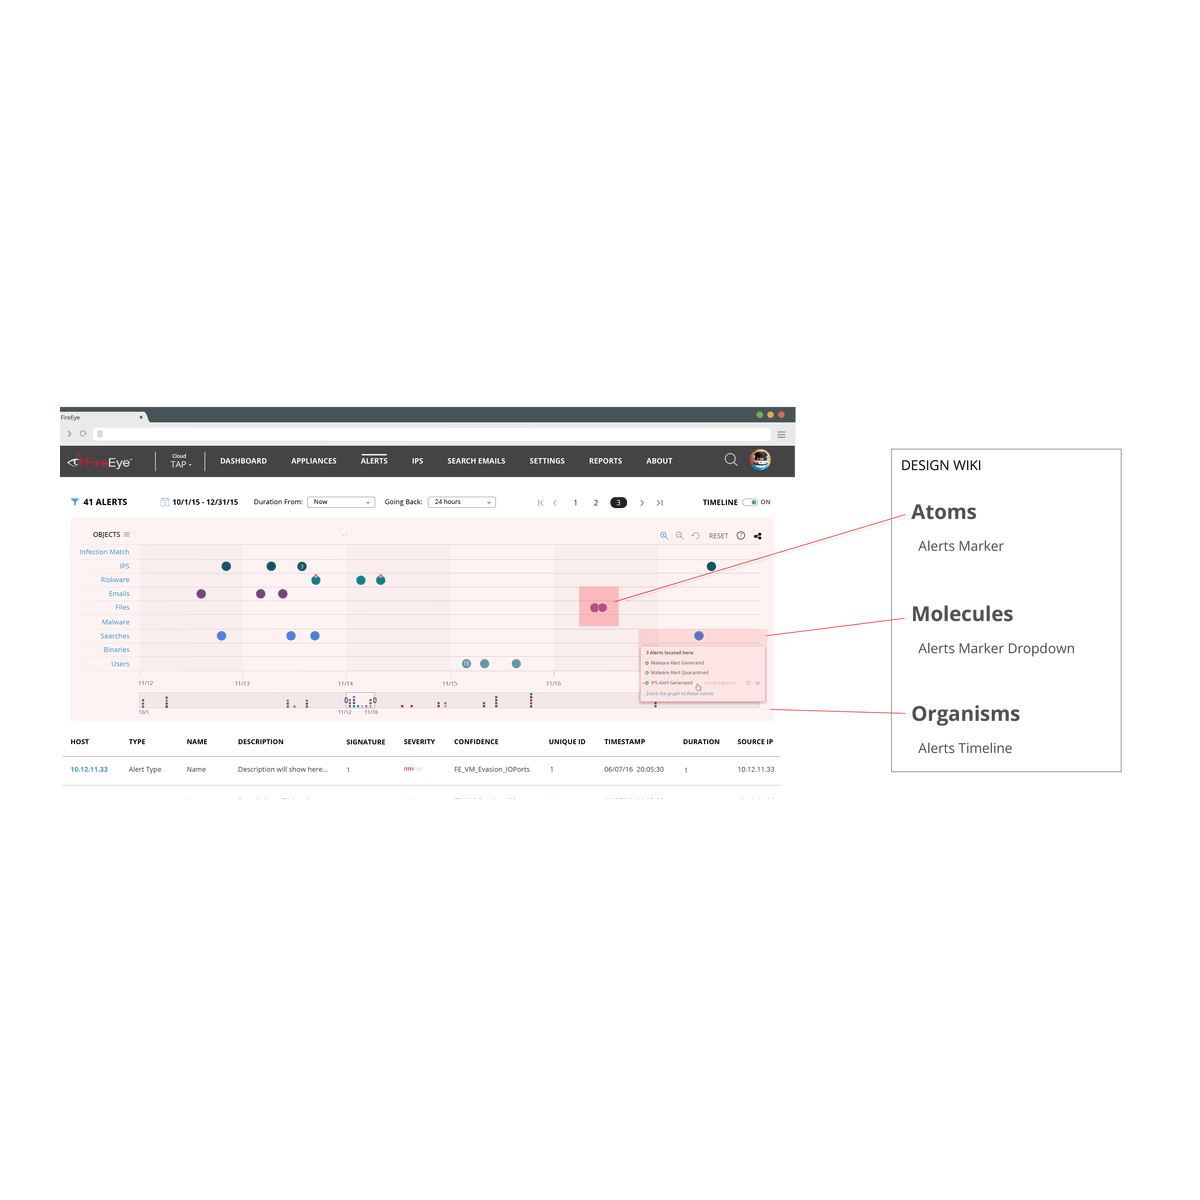 FireEye
FireEye™
Cloud
TAP
DASHBOARD
APPLIANCES
ALERTS
IPS
SEARCH EMAILS
SETTINGS
REPORTS
ABOUT
41 ALERTS
10/1/15 - 12/31/15
Duration From:
Now
Going Back:
24 hours
1
2
3
TIMELINE
ON
OBJECTS
RESET
?
Infection Match
IPS
3
Riskware
Emails
Files
Malware
Searches
Binaries
Users
3 Alerts located here:
Malware Alert Generated
Malware Alert Quarantined
IPS Alert Generated
Zoom the graph to these events
11/12
11/13
11/14
11/15
11/16
10/1
11/12
11/18
HOST TYPE NAME DESCRIPTION SIGNATURE SEVERITY CONFIDENCE UNIQUE ID TIMESTAMP DURATION SOURCE IP
10.12.11.33 Alert Type Name Description will show here... 1 FE_VM_Evasion_IOPorts 1 06/07/16 20:05:30 1 10.12.11.33
DESIGN WIKI
Atoms
Alerts Marker
Molecules
Alerts Marker Dropdown
Organisms
Alerts Timeline